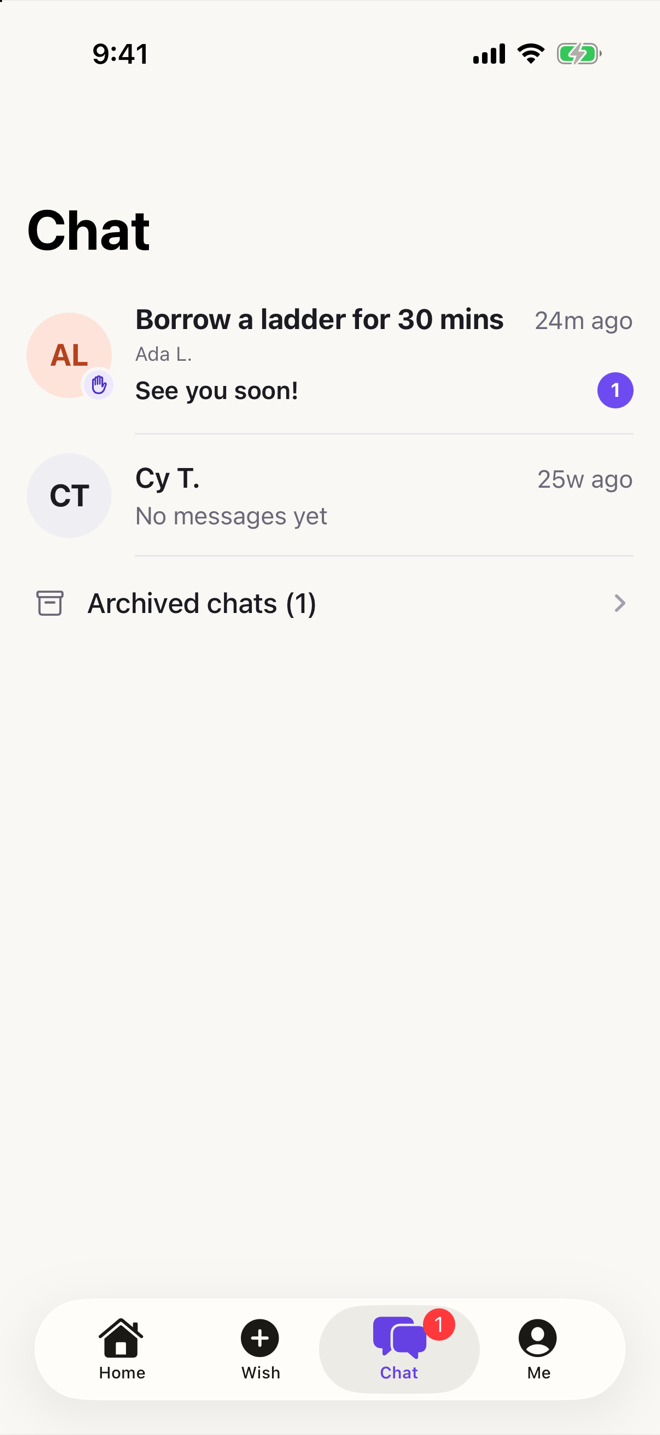 9:41
Chat
AL
Borrow a ladder for 30 mins
24m ago
Ada L.
See you soon!
1
CT
Cy T.
25w ago
No messages yet
Archived chats (1)
1
Home
Wish
Chat
Me